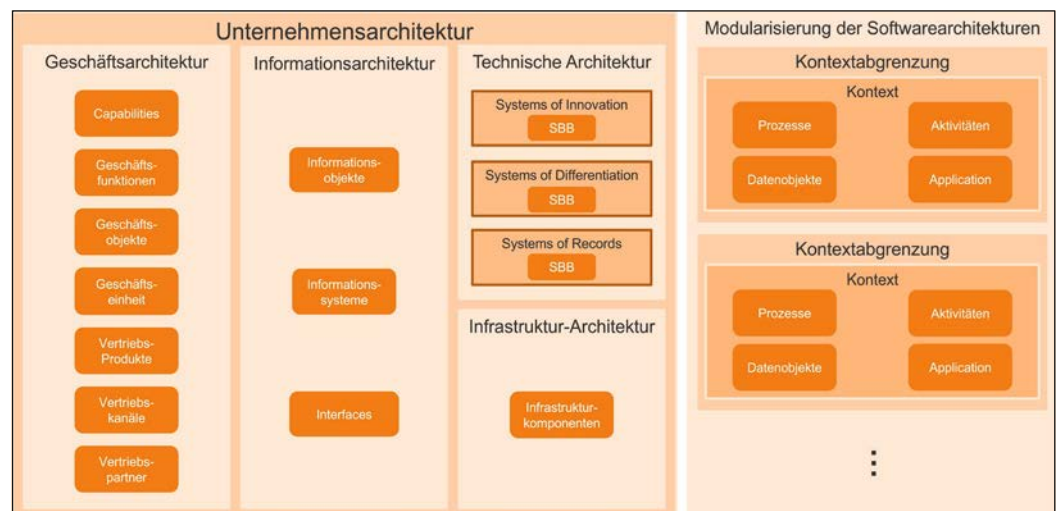 Unternehmensarchitektur
Geschäftsarchitektur
Capabilities
Geschäfts-
funktionen
Geschäfts-
objekte
Geschäfts-
einheit
Vertriebs-
Produkte
Vertriebs-
kanäle
Vertriebs-
partner
Informationsarchitektur
Informations-
objekte
Informations-
systeme
Interfaces
Technische Architektur
Systems of Innovation
SBB
Systems of Differentiation
SBB
Systems of Records
SBB
Infrastruktur-Architektur
Infrastruktur-
komponenten
Modularisierung der Softwarearchitekturen
Kontextabgrenzung
Kontext
Prozesse
Aktivitäten
Datenobjekte
Application
Kontextabgrenzung
Kontext
Prozesse
Aktivitäten
Datenobjekte
Application